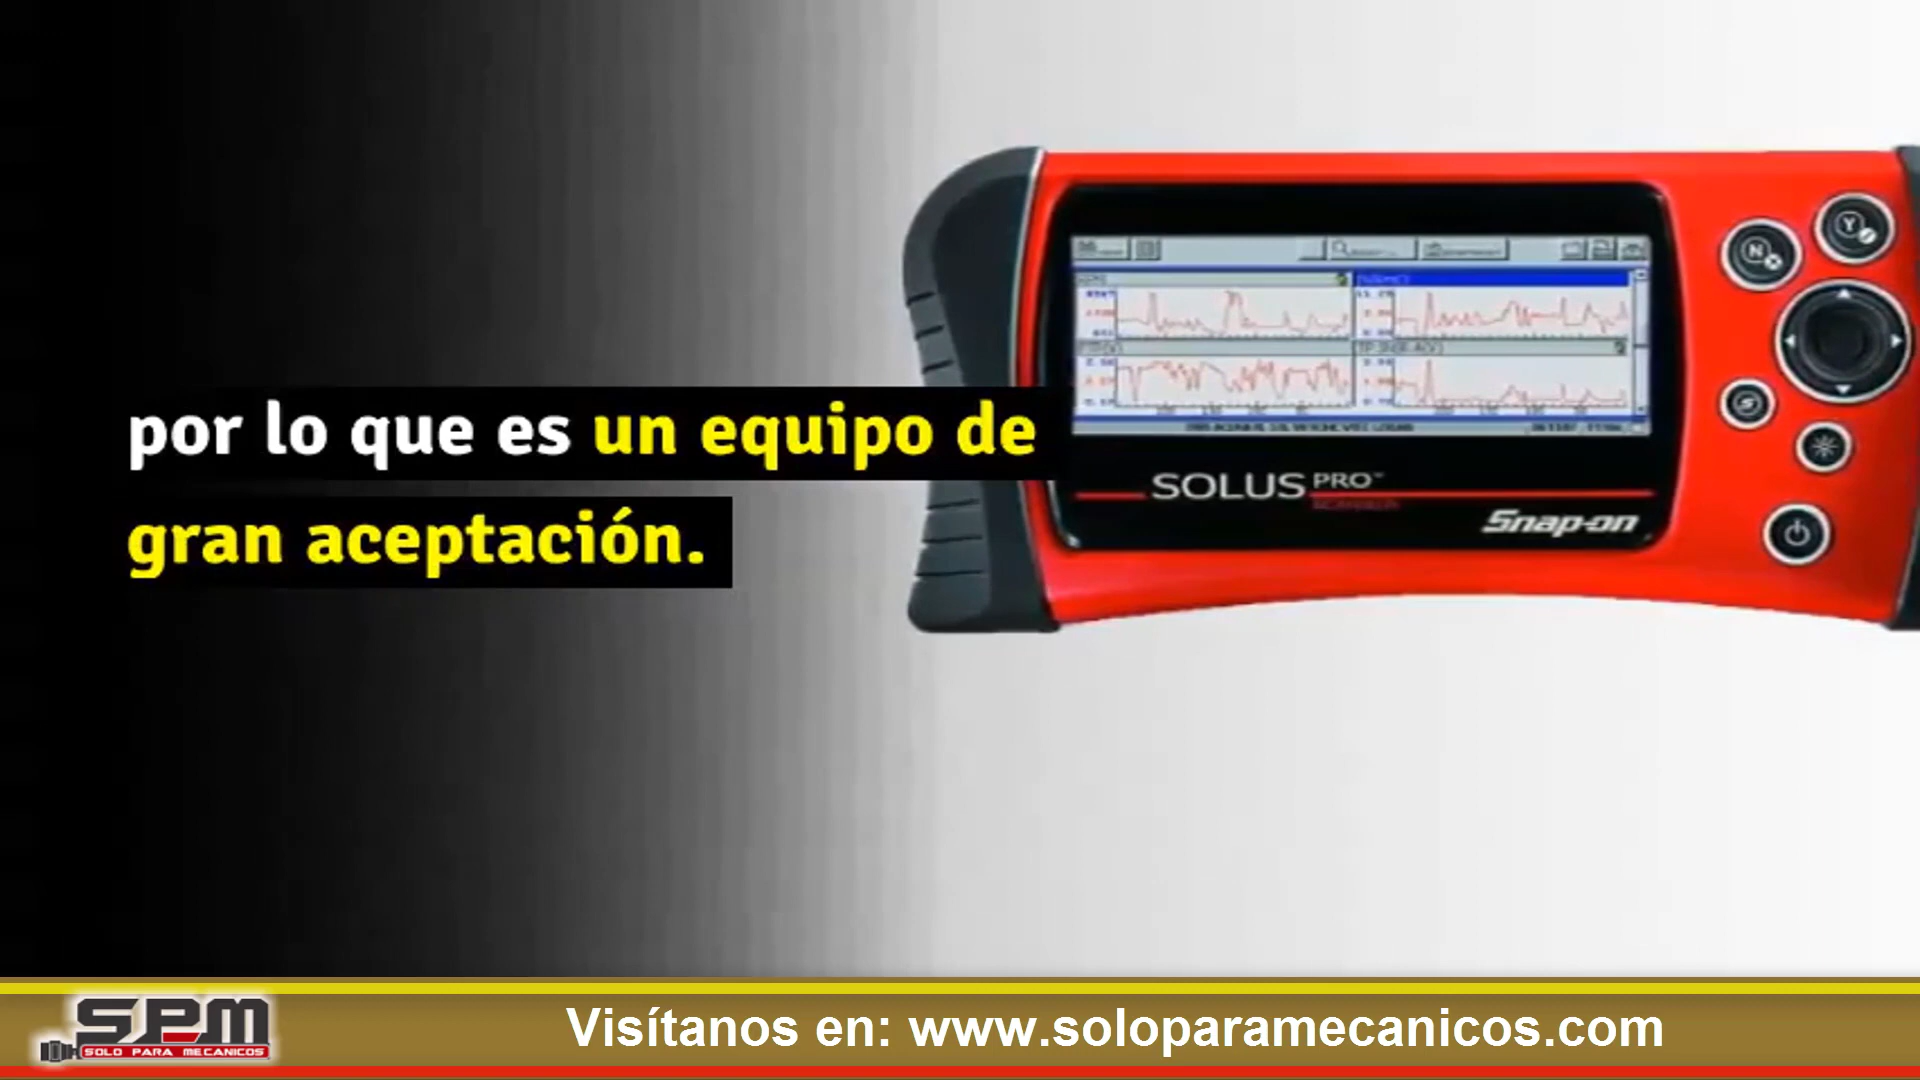 por lo que es un equipo de
gran aceptación.
SOLUS PRO™
Snap-on
N
Y
S
SPM
SOLO PARA MECANICOS
Visítanos en: www.soloparamecanicos.com